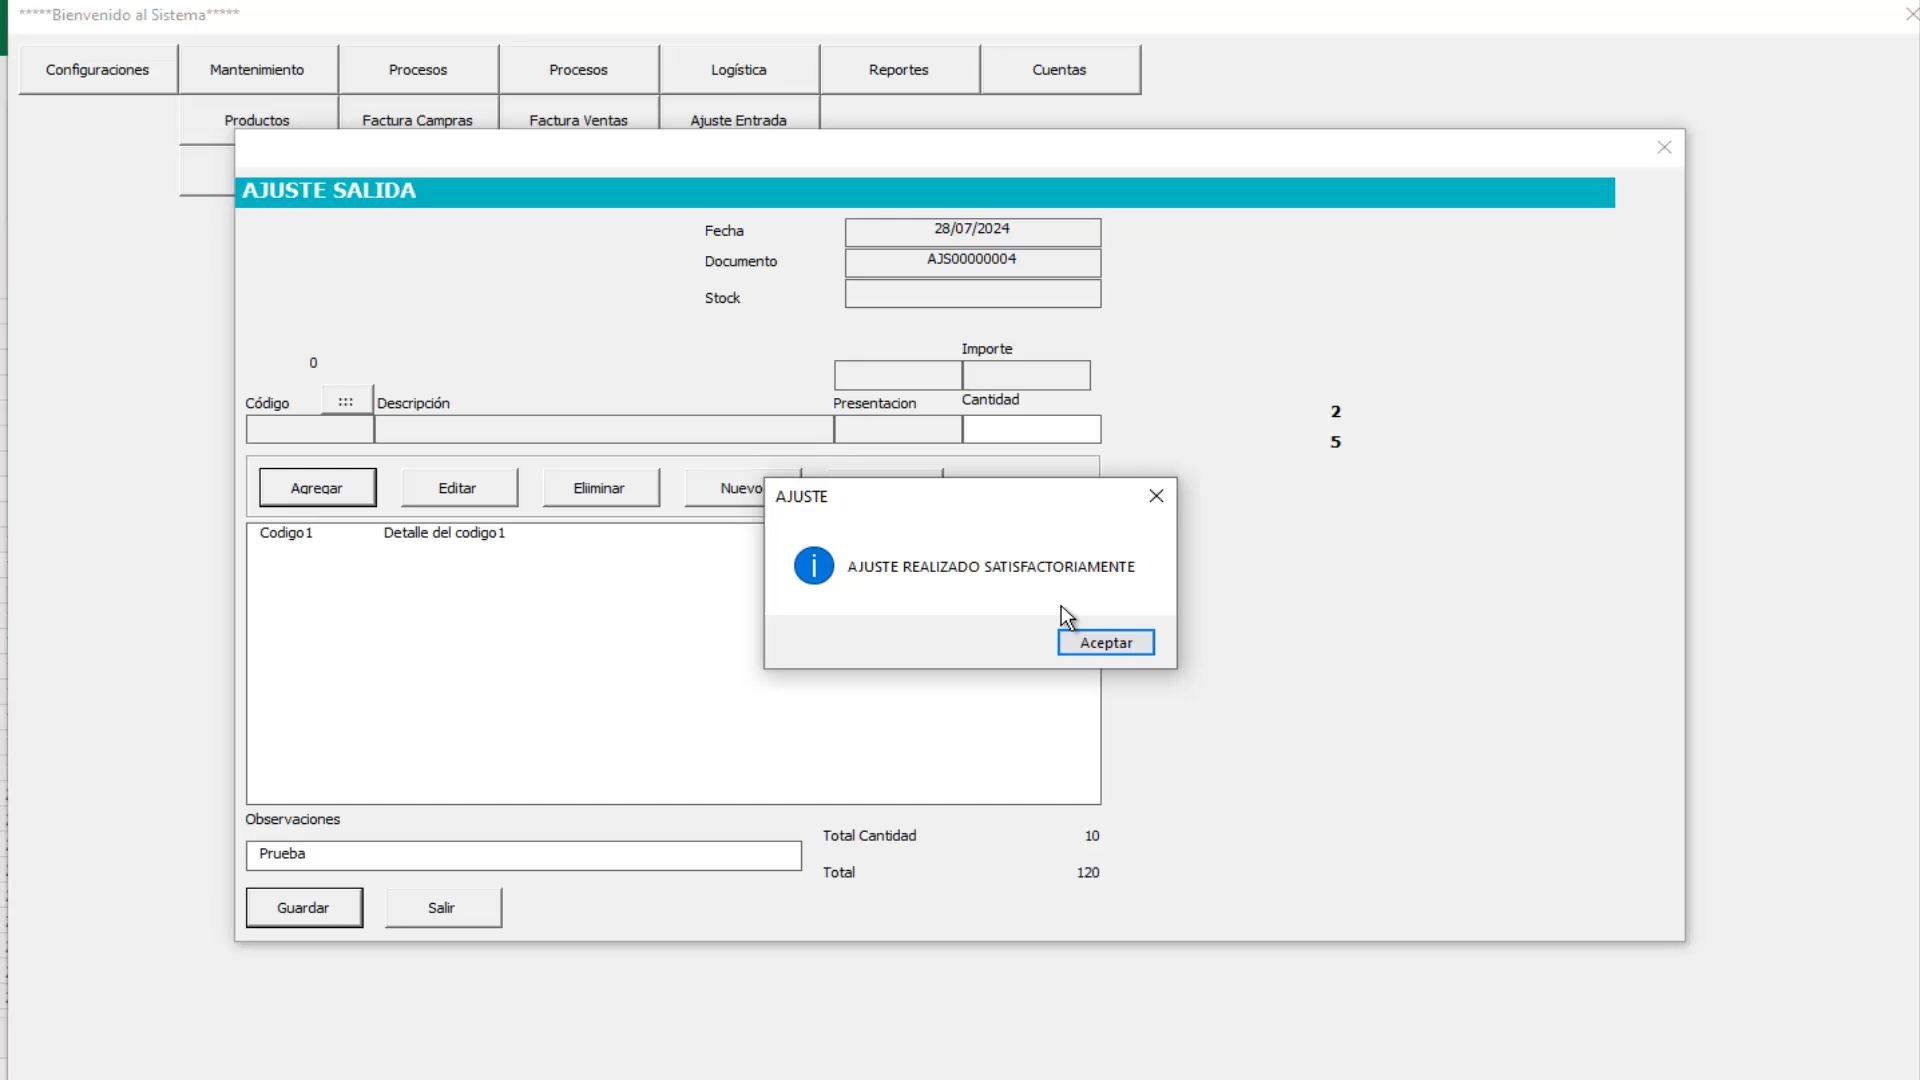 *****Bienvenido al Sistema*****
Configuraciones Mantenimiento Procesos Procesos Logística Reportes Cuentas
Productos Factura Campras Factura Ventas Ajuste Entrada
AJUSTE SALIDA
Fecha 28/07/2024
Documento AJS00000004
Stock
0
Importe
Código ::: Descripción Presentacion Cantidad
2
5
Agregar Editar Eliminar Nuevo
AJUSTE
Codigo1 Detalle del codigo1
AJUSTE REALIZADO SATISFACTORIAMENTE
Aceptar
Observaciones
Total Cantidad 10
Prueba
Total 120
Guardar Salir